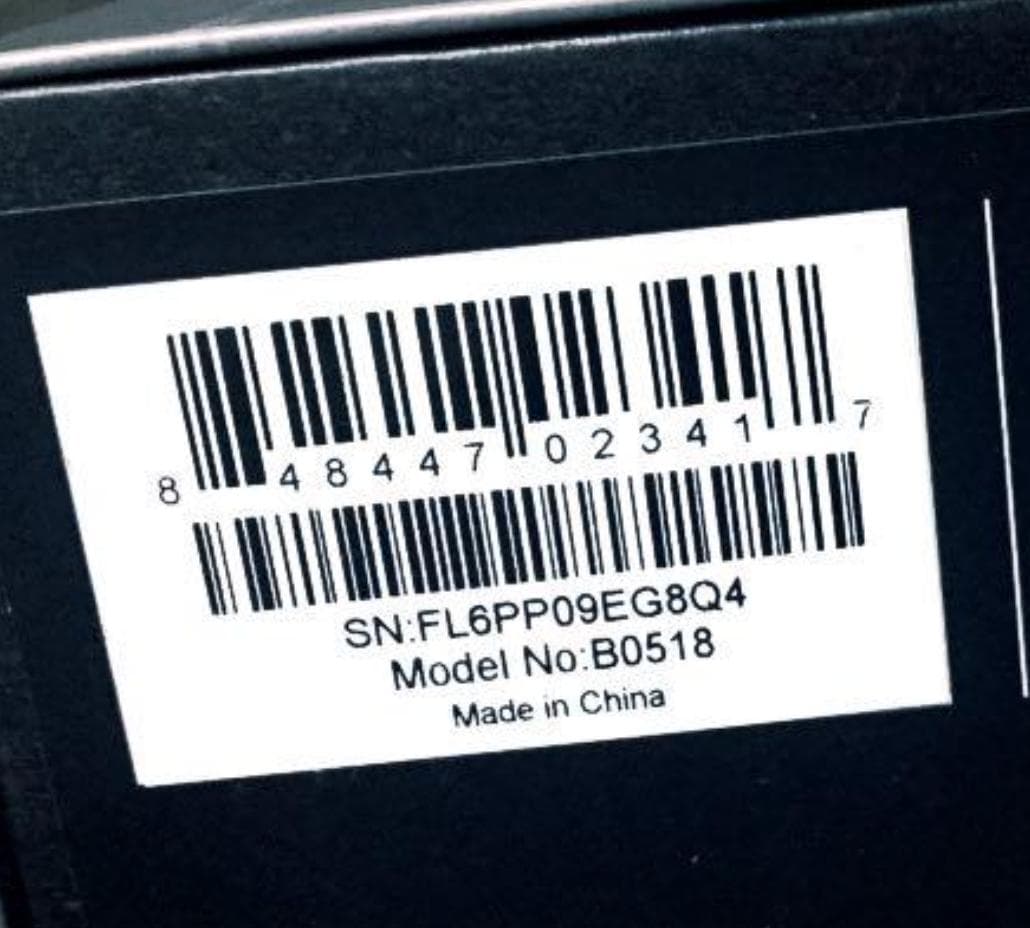 8 48447 02341 7
SN:FL6PP09EG8Q4
Model No:B0518
Made in China